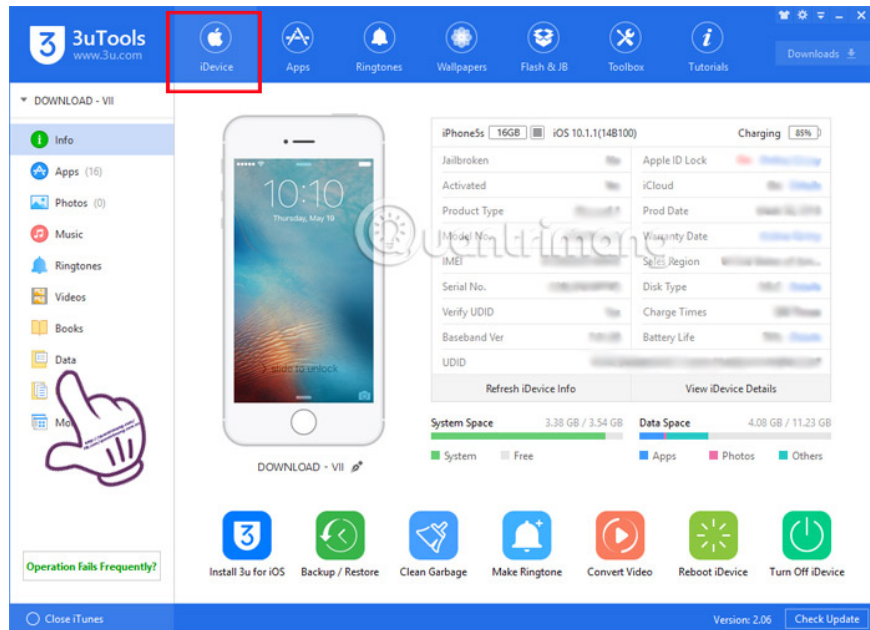 3uTools
www.3u.com
iDevice
Apps
Ringtones
Wallpapers
Flash & JB
Toolbox
Tutorials
Downloads
DOWNLOAD - VII
Info
Apps (16)
Photos (0)
Music
Ringtones
Videos
Books
Data
Operation Fails Frequently?
10:10
Thursday, May 19
> slide to unlock
DOWNLOAD - VII
iPhone5s 16GB iOS 10.1.1(14B100) Charging 85%
Jailbroken Apple ID Lock
Activated iCloud
Product Type Prod Date
Model No. Warranty Date
IMEI Sales Region
Serial No. Disk Type
Verify UDID Charge Times
Baseband Ver Battery Life
UDID
Refresh iDevice Info View iDevice Details
Quantrimang
System Space 3.38 GB / 3.54 GB Data Space 4.08 GB / 11.23 GB
System Free Apps Photos Others
Install 3u for iOS
Backup / Restore
Clean Garbage
Make Ringtone
Convert Video
Reboot iDevice
Turn Off iDevice
Close iTunes
Version: 2.06 Check Update